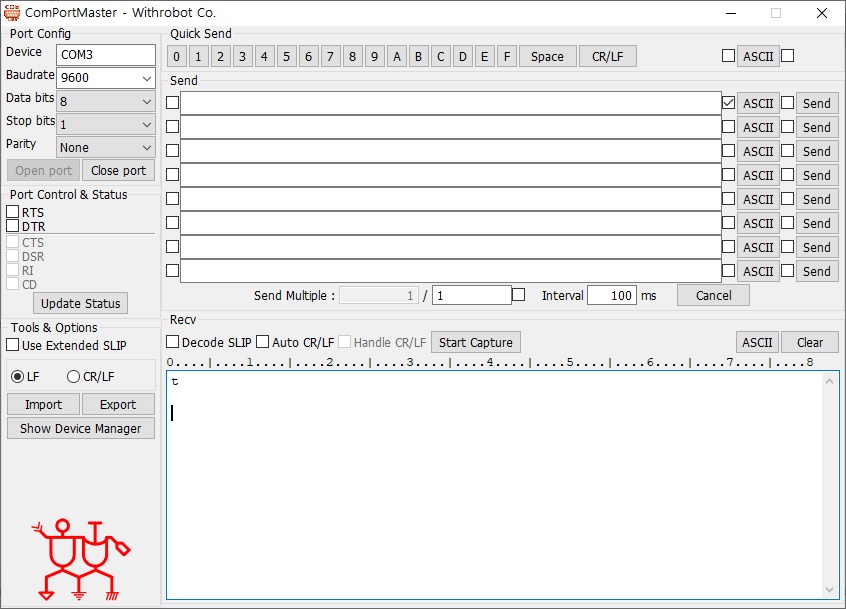 ComPortMaster - Withrobot Co.
Port Config
Device COM3
Baudrate 9600
Data bits 8
Stop bits 1
Parity None
Open port Close port
Port Control & Status
RTS
DTR
CTS
DSR
RI
CD
Update Status
Tools & Options
Use Extended SLIP
LF CR/LF
Import Export
Show Device Manager
Quick Send
0 1 2 3 4 5 6 7 8 9 A B C D E F Space CR/LF ASCII
Send
ASCII Send
ASCII Send
ASCII Send
ASCII Send
ASCII Send
ASCII Send
ASCII Send
ASCII Send
Send Multiple : 1 / 1 Interval 100 ms Cancel
Recv
Decode SLIP Auto CR/LF Handle CR/LF Start Capture ASCII Clear
0....|....1....|....2....|....3....|....4....|....5....|....6....|....7....|....8